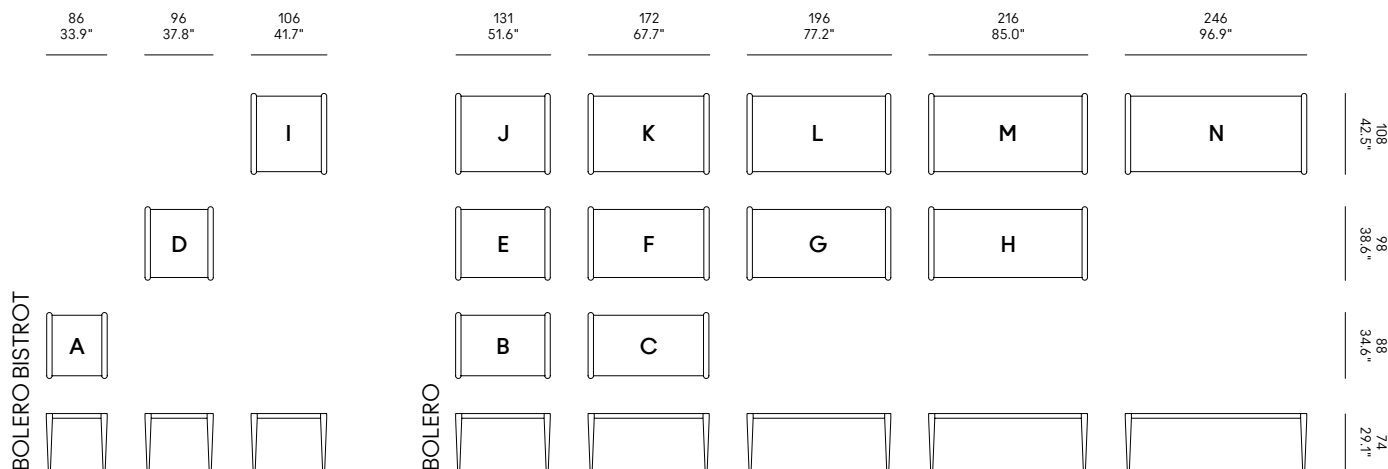 86 96 106 131 172 196 216 246
33.9" 37.8" 41.7" 51.6" 67.7" 77.2" 85.0" 96.9"
I J K L M N
108
42.5"
D E F G H
98
38.6"
A B C
88
34.6"
BOLERO BISTROT
BOLERO
74
29.1"